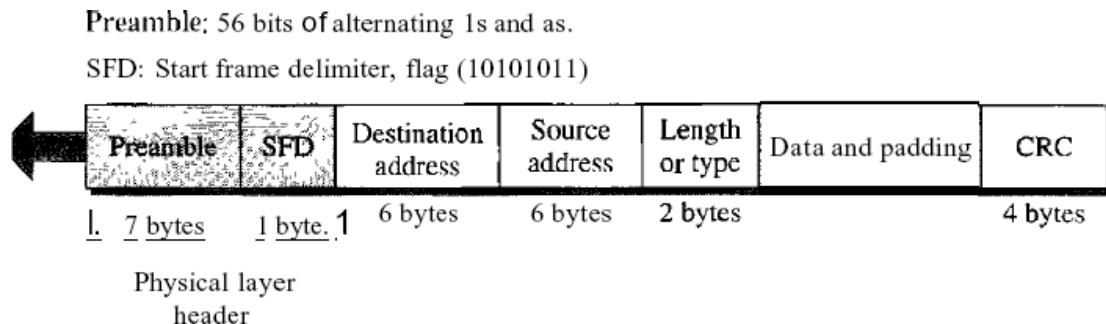 Preamble: 56 bits of alternating 1s and as.
SFD: Start frame delimiter, flag (10101011)
Preamble SFD Destination address Source address Length or type Data and padding CRC
l. 7 bytes 1 byte. 1 6 bytes 6 bytes 2 bytes 4 bytes
Physical layer
header